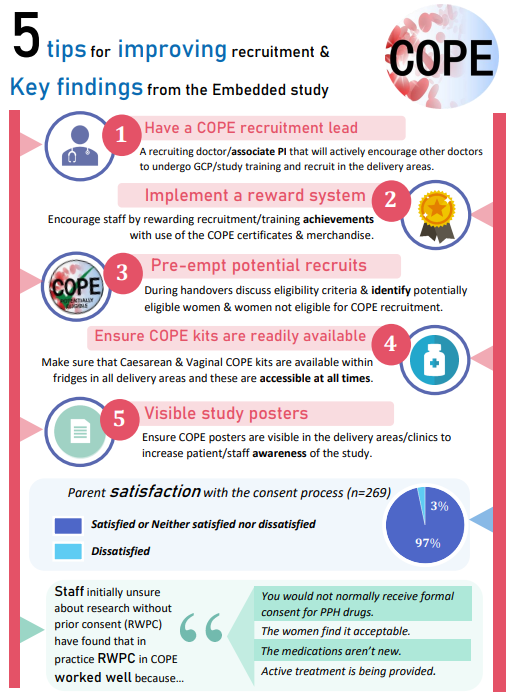 5 tips for improving recruitment &
Key findings from the Embedded study
COPE
1
Have a COPE recruitment lead
A recruiting doctor/associate PI that will actively encourage other doctors
to undergo GCP/study training and recruit in the delivery areas.
Implement a reward system
2
Encourage staff by rewarding recruitment/training achievements
with use of the COPE certificates & merchandise.
COPE
POTENTIALLY
ELIGIBLE
3
Pre-empt potential recruits
During handovers discuss eligibility criteria & identify potentially
eligible women & women not eligible for COPE recruitment.
Ensure COPE kits are readily available
4
Make sure that Caesarean & Vaginal COPE kits are available within
fridges in all delivery areas and these are accessible at all times.
5
Visible study posters
Ensure COPE posters are visible in the delivery areas/clinics to
increase patient/staff awareness of the study.
Parent satisfaction with the consent process (n=269)
Satisfied or Neither satisfied nor dissatisfied
Dissatisfied
3%
97%
Staff initially unsure
about research without
prior consent (RWPC)
have found that in
practice RWPC in COPE
worked well because...
“
You would not normally receive formal
consent for PPH drugs.
The women find it acceptable.
The medications aren’t new.
Active treatment is being provided.